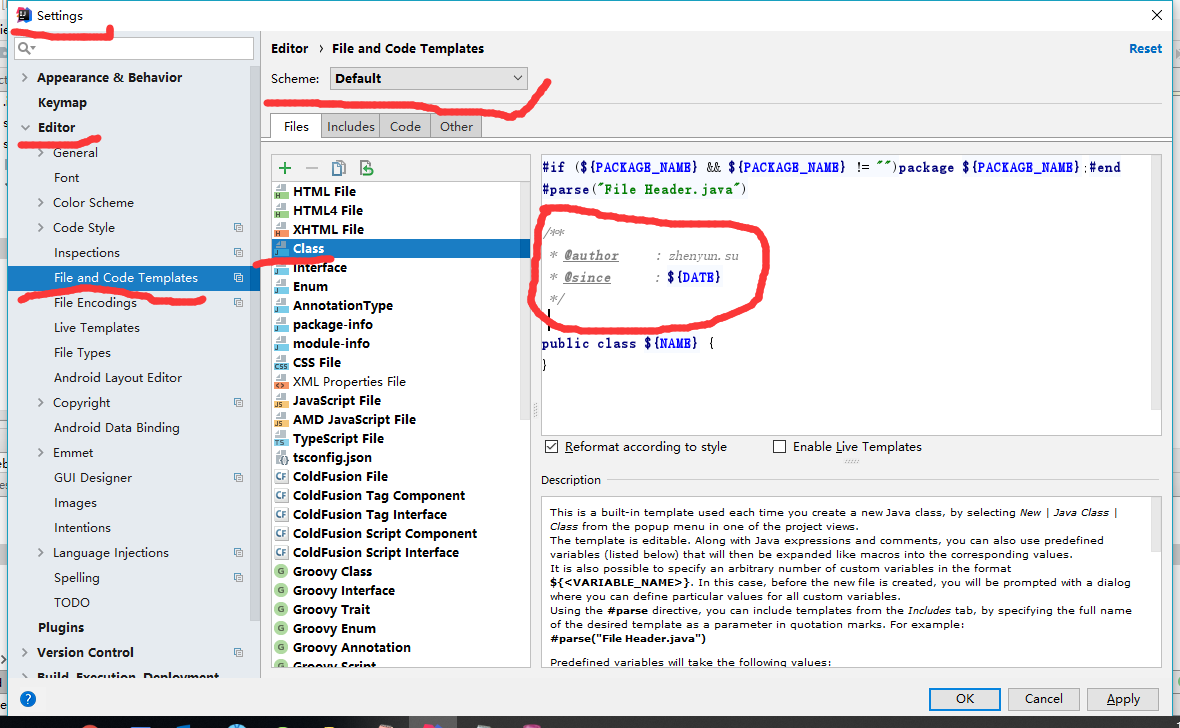 Settings
Appearance & Behavior
Keymap
Editor
General
Font
Color Scheme
Code Style
Inspections
File and Code Templates
File Encodings
Live Templates
File Types
Android Layout Editor
Copyright
Android Data Binding
Emmet
GUI Designer
Images
Intentions
Language Injections
Spelling
TODO
Plugins
Version Control
Build, Execution, Deployment
Editor › File and Code Templates
Reset
Scheme: Default
Files Includes Code Other
HTML File
HTML4 File
XHTML File
Class
Interface
Enum
AnnotationType
package-info
module-info
CSS File
XML Properties File
JavaScript File
AMD JavaScript File
TypeScript File
tsconfig.json
ColdFusion File
ColdFusion Tag Component
ColdFusion Tag Interface
ColdFusion Script Component
ColdFusion Script Interface
Groovy Class
Groovy Interface
Groovy Trait
Groovy Enum
Groovy Annotation
Groovy Script
#if (${PACKAGE_NAME} && ${PACKAGE_NAME} != "")package ${PACKAGE_NAME};#end
#parse("File Header.java")
/**
* @author : zhenyun.su
* @since : ${DATE}
*/
public class ${NAME} {
}
Reformat according to style Enable Live Templates
Description
This is a built-in template used each time you create a new Java class, by selecting New | Java Class |
Class from the popup menu in one of the project views.
The template is editable. Along with Java expressions and comments, you can also use predefined
variables (listed below) that will then be expanded like macros into the corresponding values.
It is also possible to specify an arbitrary number of custom variables in the format
${<VARIABLE_NAME>}. In this case, before the new file is created, you will be prompted with a dialog
where you can define particular values for all custom variables.
Using the #parse directive, you can include templates from the Includes tab, by specifying the full name
of the desired template as a parameter in quotation marks. For example:
#parse("File Header.java")
Predefined variables will take the following values:
? OK Cancel Apply